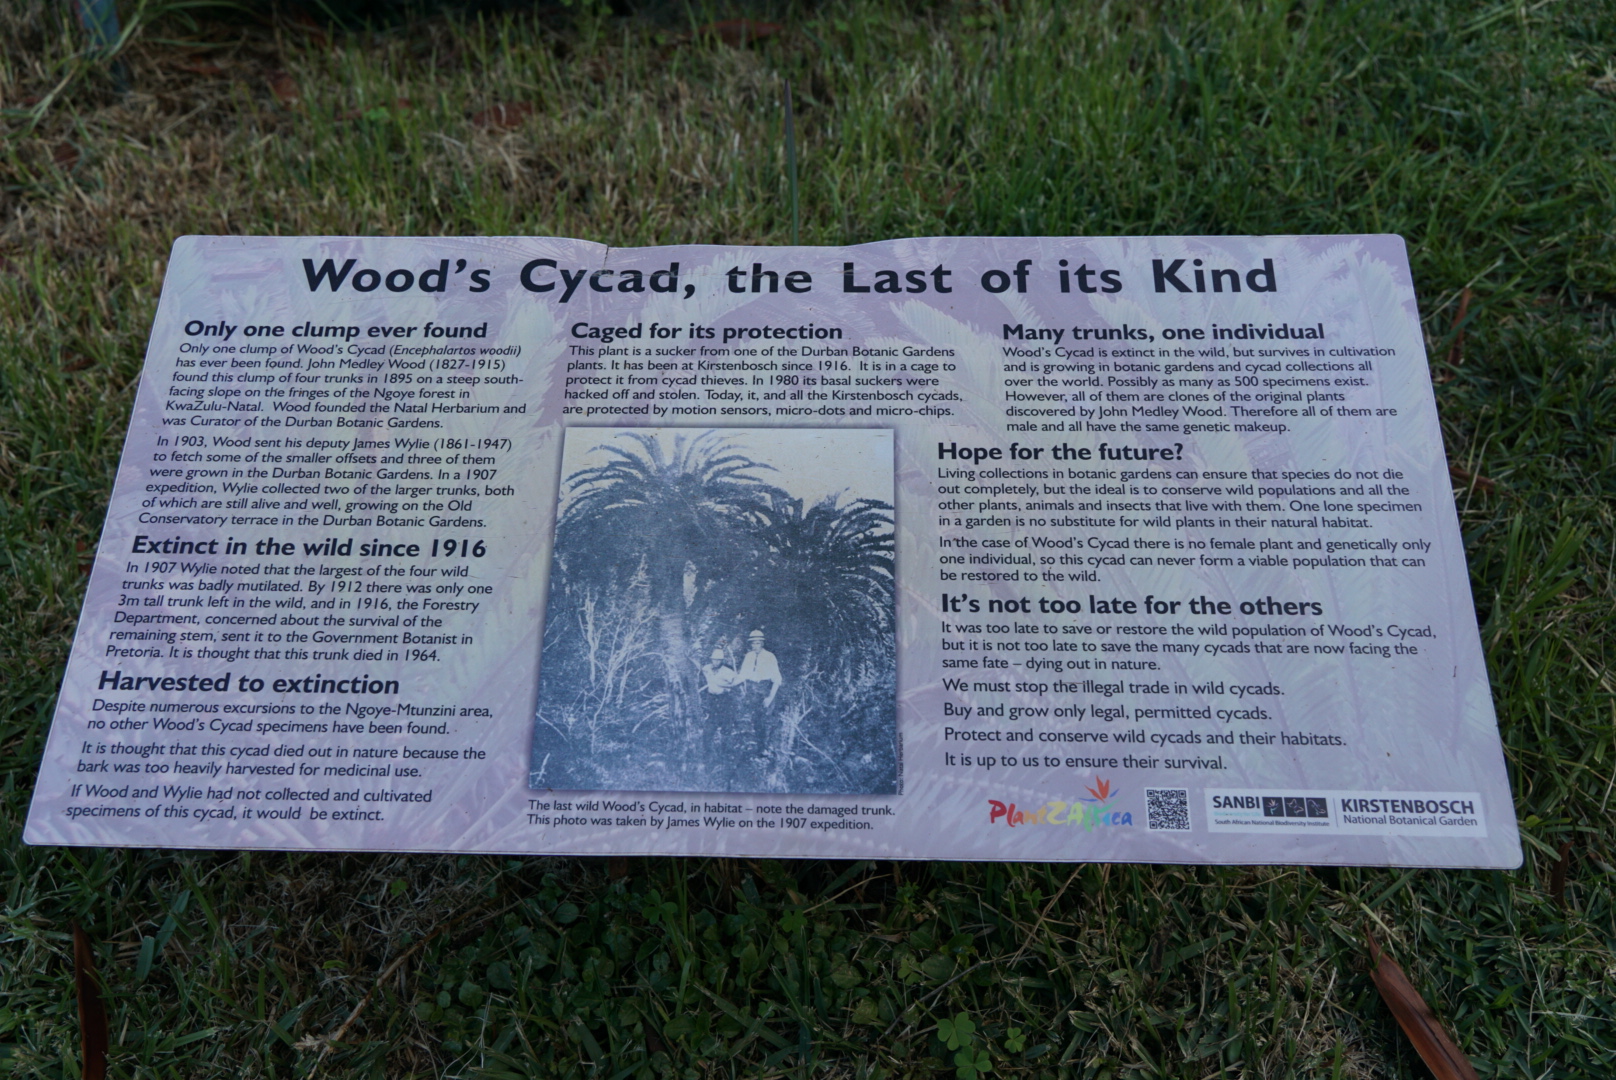 Wood's Cycad, the Last of its Kind
Only one clump ever found
Only one clump of Wood's Cycad (Encephalartos woodii)
has ever been found. John Medley Wood (1827-1915)
found this clump of four trunks in 1895 on a steep south-
facing slope on the fringes of the Ngoye forest in
KwaZulu-Natal. Wood founded the Natal Herbarium and
was Curator of the Durban Botanic Gardens.
In 1903, Wood sent his deputy James Wylie (1861-1947)
to fetch some of the smaller offsets and three of them
were grown in the Durban Botanic Gardens. In a 1907
expedition, Wylie collected two of the larger trunks, both
of which are still alive and well, growing on the Old
Conservatory terrace in the Durban Botanic Gardens.
Extinct in the wild since 1916
In 1907 Wylie noted that the largest of the four wild
trunks was badly mutilated. By 1912 there was only one
3m tall trunk left in the wild, and in 1916, the Forestry
Department, concerned about the survival of the
remaining stem, sent it to the Government Botanist in
Pretoria. It is thought that this trunk died in 1964.
Harvested to extinction
Despite numerous excursions to the Ngoye-Mtunzini area,
no other Wood's Cycad specimens have been found.
It is thought that this cycad died out in nature because the
bark was too heavily harvested for medicinal use.
If Wood and Wylie had not collected and cultivated
specimens of this cycad, it would be extinct.
Caged for its protection
This plant is a sucker from one of the Durban Botanic Gardens
plants. It has been at Kirstenbosch since 1916. It is in a cage to
protect it from cycad thieves. In 1980 its basal suckers were
hacked off and stolen. Today, it, and all the Kirstenbosch cycads,
are protected by motion sensors, micro-dots and micro-chips.
The last wild Wood's Cycad, in habitat – note the damaged trunk.
This photo was taken by James Wylie on the 1907 expedition.
Many trunks, one individual
Wood's Cycad is extinct in the wild, but survives in cultivation
and is growing in botanic gardens and cycad collections all
over the world. Possibly as many as 500 specimens exist.
However, all of them are clones of the original plants
discovered by John Medley Wood. Therefore all of them are
male and all have the same genetic makeup.
Hope for the future?
Living collections in botanic gardens can ensure that species do not die
out completely, but the ideal is to conserve wild populations and all the
other plants, animals and insects that live with them. One lone specimen
in a garden is no substitute for wild plants in their natural habitat.
In the case of Wood's Cycad there is no female plant and genetically only
one individual, so this cycad can never form a viable population that can
be restored to the wild.
It's not too late for the others
It was too late to save or restore the wild population of Wood's Cycad,
but it is not too late to save the many cycads that are now facing the
same fate – dying out in nature.
We must stop the illegal trade in wild cycads.
Buy and grow only legal, permitted cycads.
Protect and conserve wild cycads and their habitats.
It is up to us to ensure their survival.
PlantZAfrica
SANBI
South African National Biodiversity Institute
KIRSTENBOSCH
National Botanical Garden